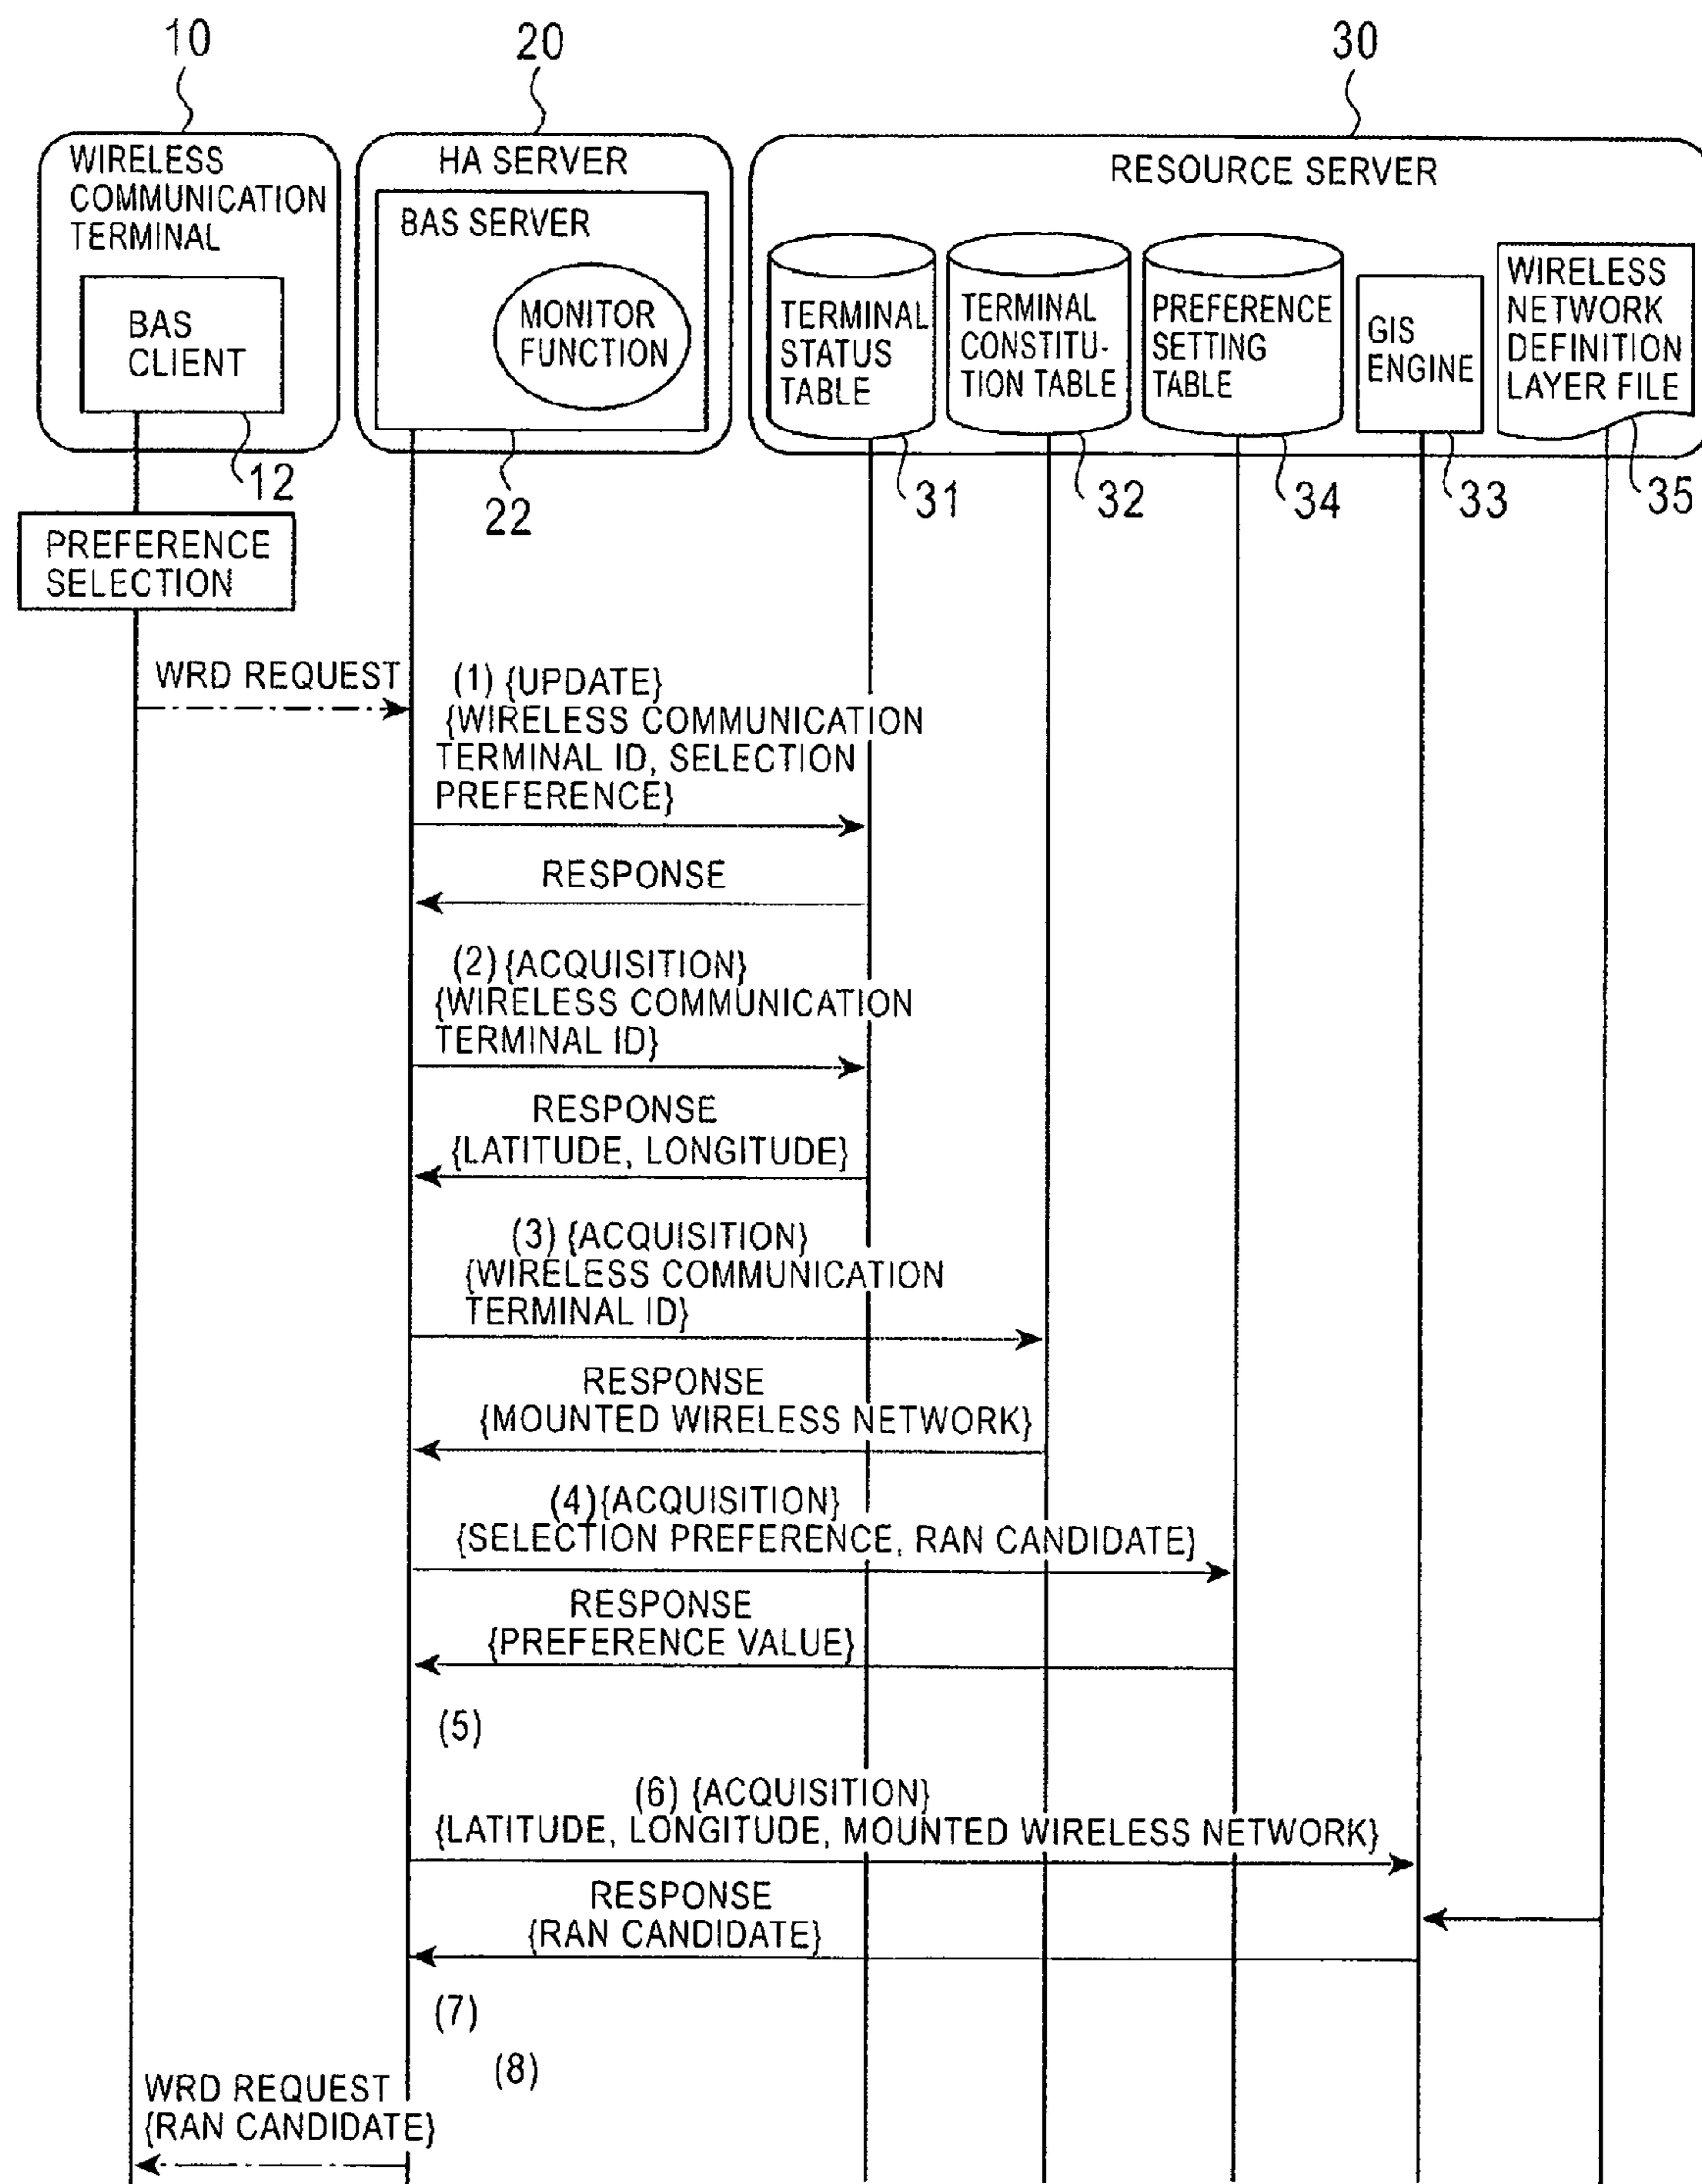 10
20
30
WIRELESS
COMMUNICATION
TERMINAL
BAS
CLIENT
12
HA SERVER
BAS SERVER
MONITOR
FUNCTION
22
RESOURCE SERVER
TERMINAL
STATUS
TABLE
31
TERMINAL
CONSTITU-
TION TABLE
32
PREFERENCE
SETTING
TABLE
34
GIS
ENGINE
33
WIRELESS
NETWORK
DEFINITION
LAYER FILE
35
PREFERENCE
SELECTION
WRD REQUEST
(1) {UPDATE}
{WIRELESS COMMUNICATION
TERMINAL ID, SELECTION
PREFERENCE}
RESPONSE
(2) {ACQUISITION}
{WIRELESS COMMUNICATION
TERMINAL ID}
RESPONSE
{LATITUDE, LONGITUDE}
(3) {ACQUISITION}
{WIRELESS COMMUNICATION
TERMINAL ID}
RESPONSE
{MOUNTED WIRELESS NETWORK}
(4) {ACQUISITION}
{SELECTION PREFERENCE, RAN CANDIDATE}
RESPONSE
{PREFERENCE VALUE}
(5)
(6) {ACQUISITION}
{LATITUDE, LONGITUDE, MOUNTED WIRELESS NETWORK}
RESPONSE
{RAN CANDIDATE}
(7)
(8)
WRD REQUEST
{RAN CANDIDATE}